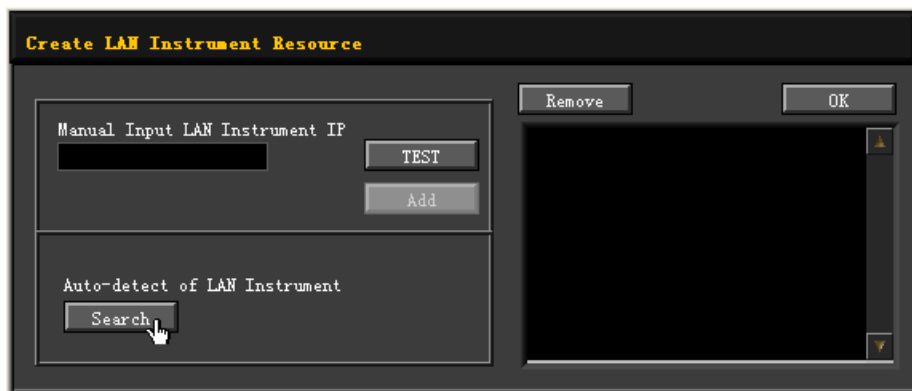 Create LAN Instrument Resource
Remove
OK
Manual Input LAN Instrument IP
TEST
Add
Auto-detect of LAN Instrument
Search